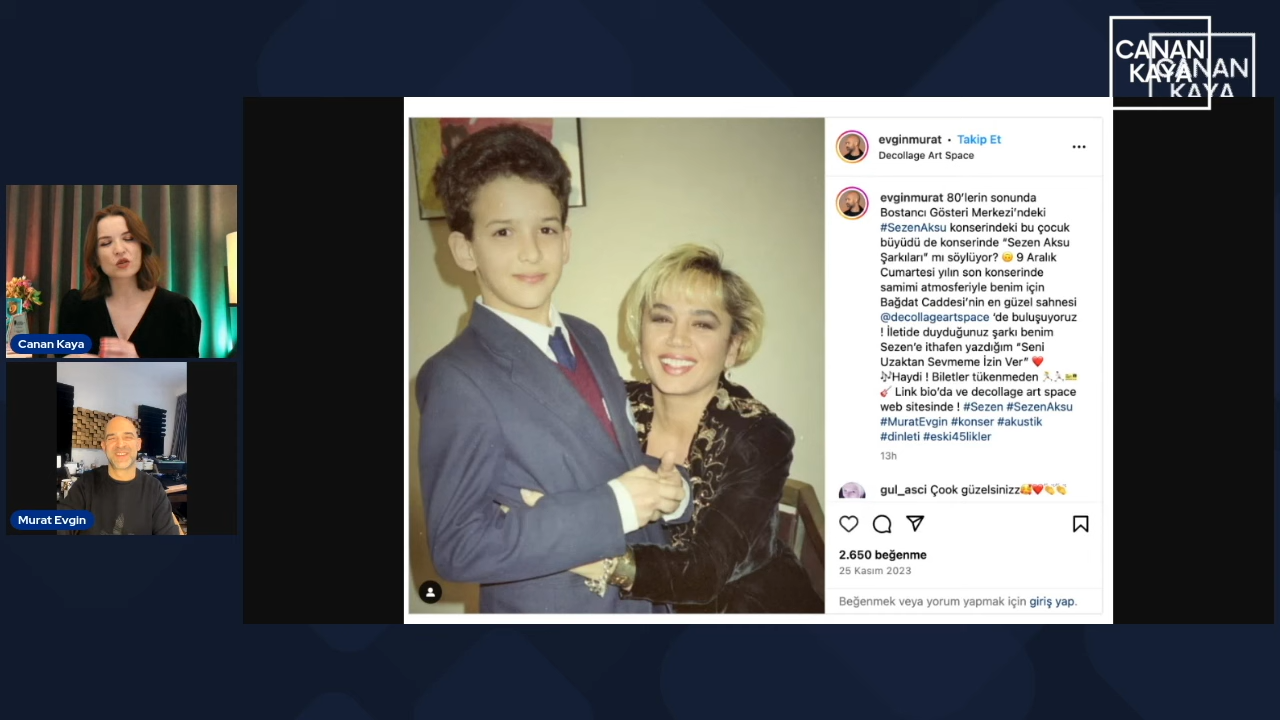 CANAN
KAYA
CANAN
KAYA
Canan Kaya
Murat Evgin
evginmurat • Takip Et
Decollage Art Space
evginmurat 80'lerin sonunda
Bostancı Gösteri Merkezi'ndeki
#SezenAksu konserindeki bu çocuk
büyüdü de konserinde “Sezen Aksu
Şarkıları” mı söylüyor? 🙃 9 Aralık
Cumartesi yılın son konserinde
samimi atmosferiyle benim için
Bağdat Caddesi'nin en güzel sahnesi
@decollageartspace ‘de buluşuyoruz
! İletide duyduğunuz şarkı benim
Sezen'e ithafen yazdığım “Seni
Uzaktan Sevmeme İzin Ver” ❤️
🎶Haydi ! Biletler tükenmeden 🏃🏃🎫
🎸 Link bio'da ve decollage art space
web sitesinde ! #Sezen #SezenAksu
#MuratEvgin #konser #akustik
#dinleti #eski45likler
13h
gul_asci Çook güzelsinizz🥰❤️👏👏
2.650 beğenme
25 Kasım 2023
Beğenmek veya yorum yapmak için giriş yap.